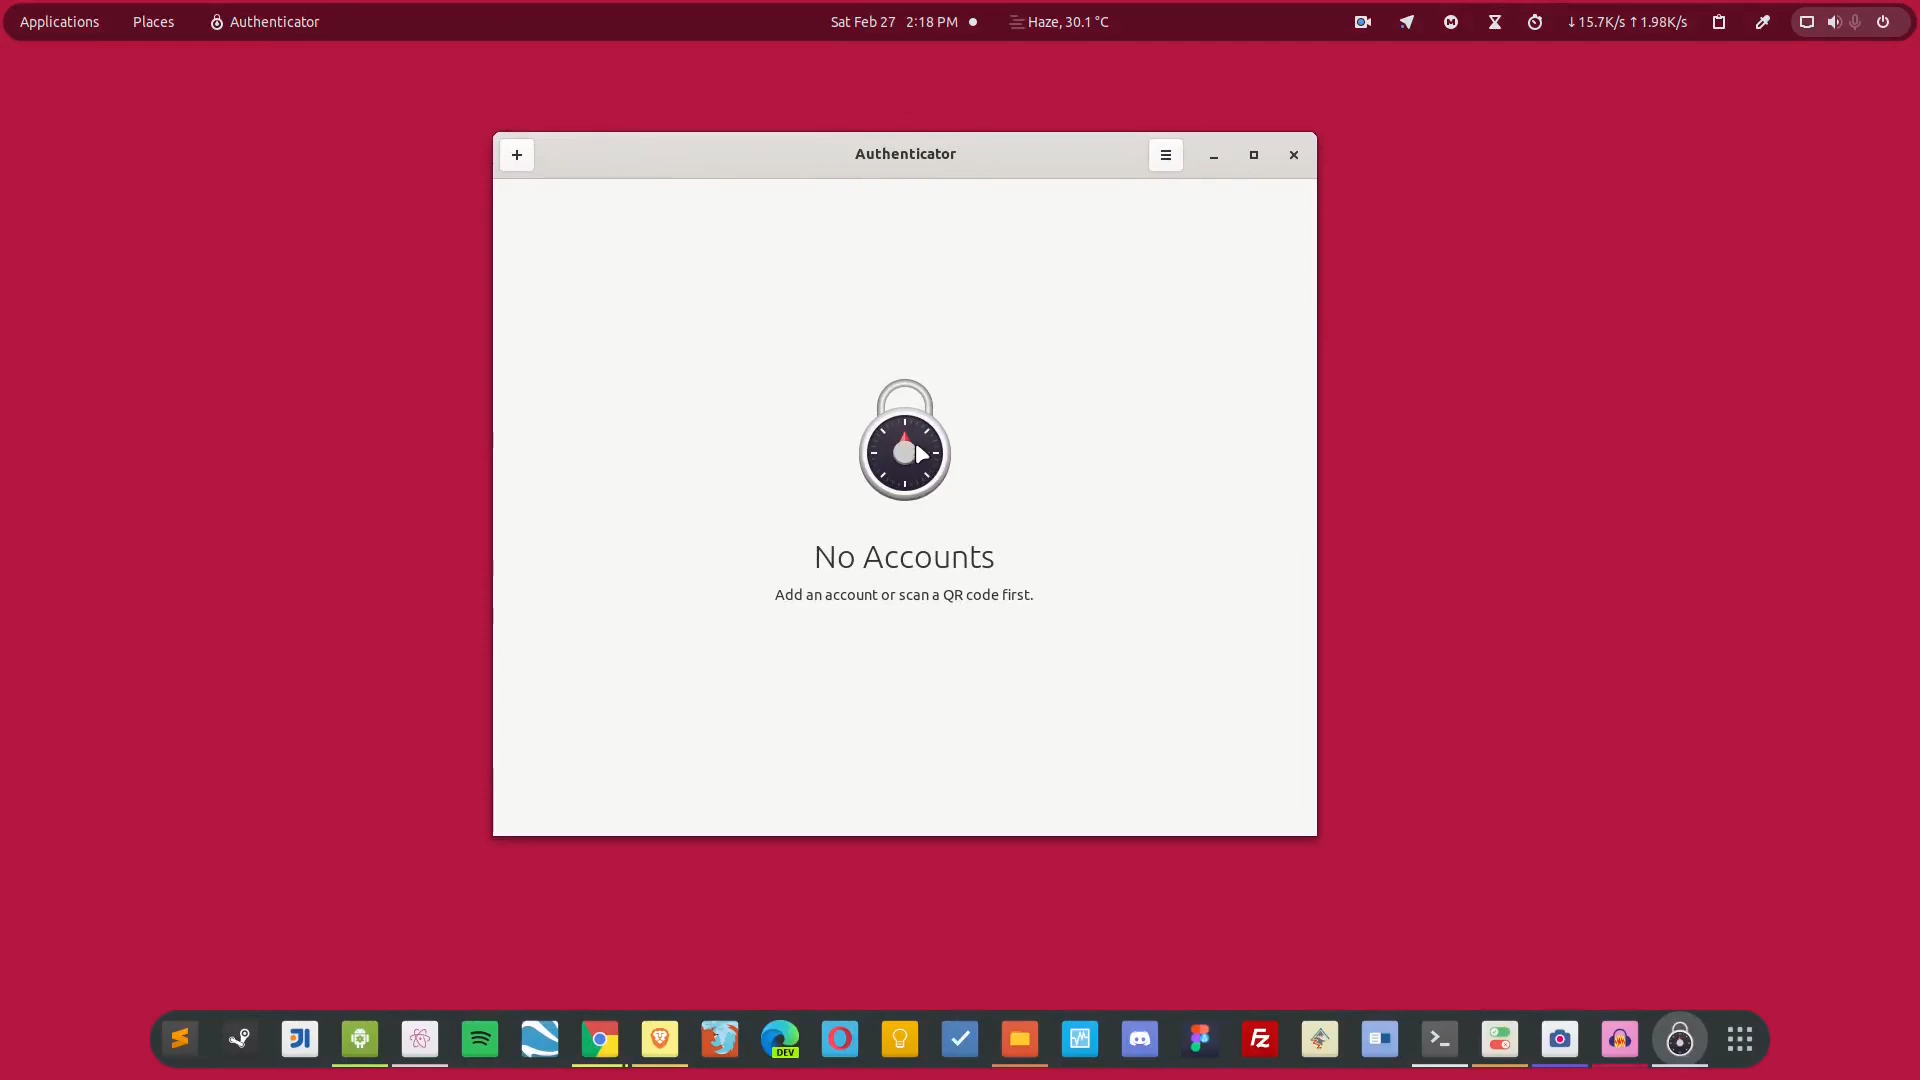 Applications Places Authenticator Sat Feb 27 2:18 PM Haze, 30.1 °C ↓15.7K/s ↑1.98K/s
Authenticator
No Accounts
Add an account or scan a QR code first.
DEV